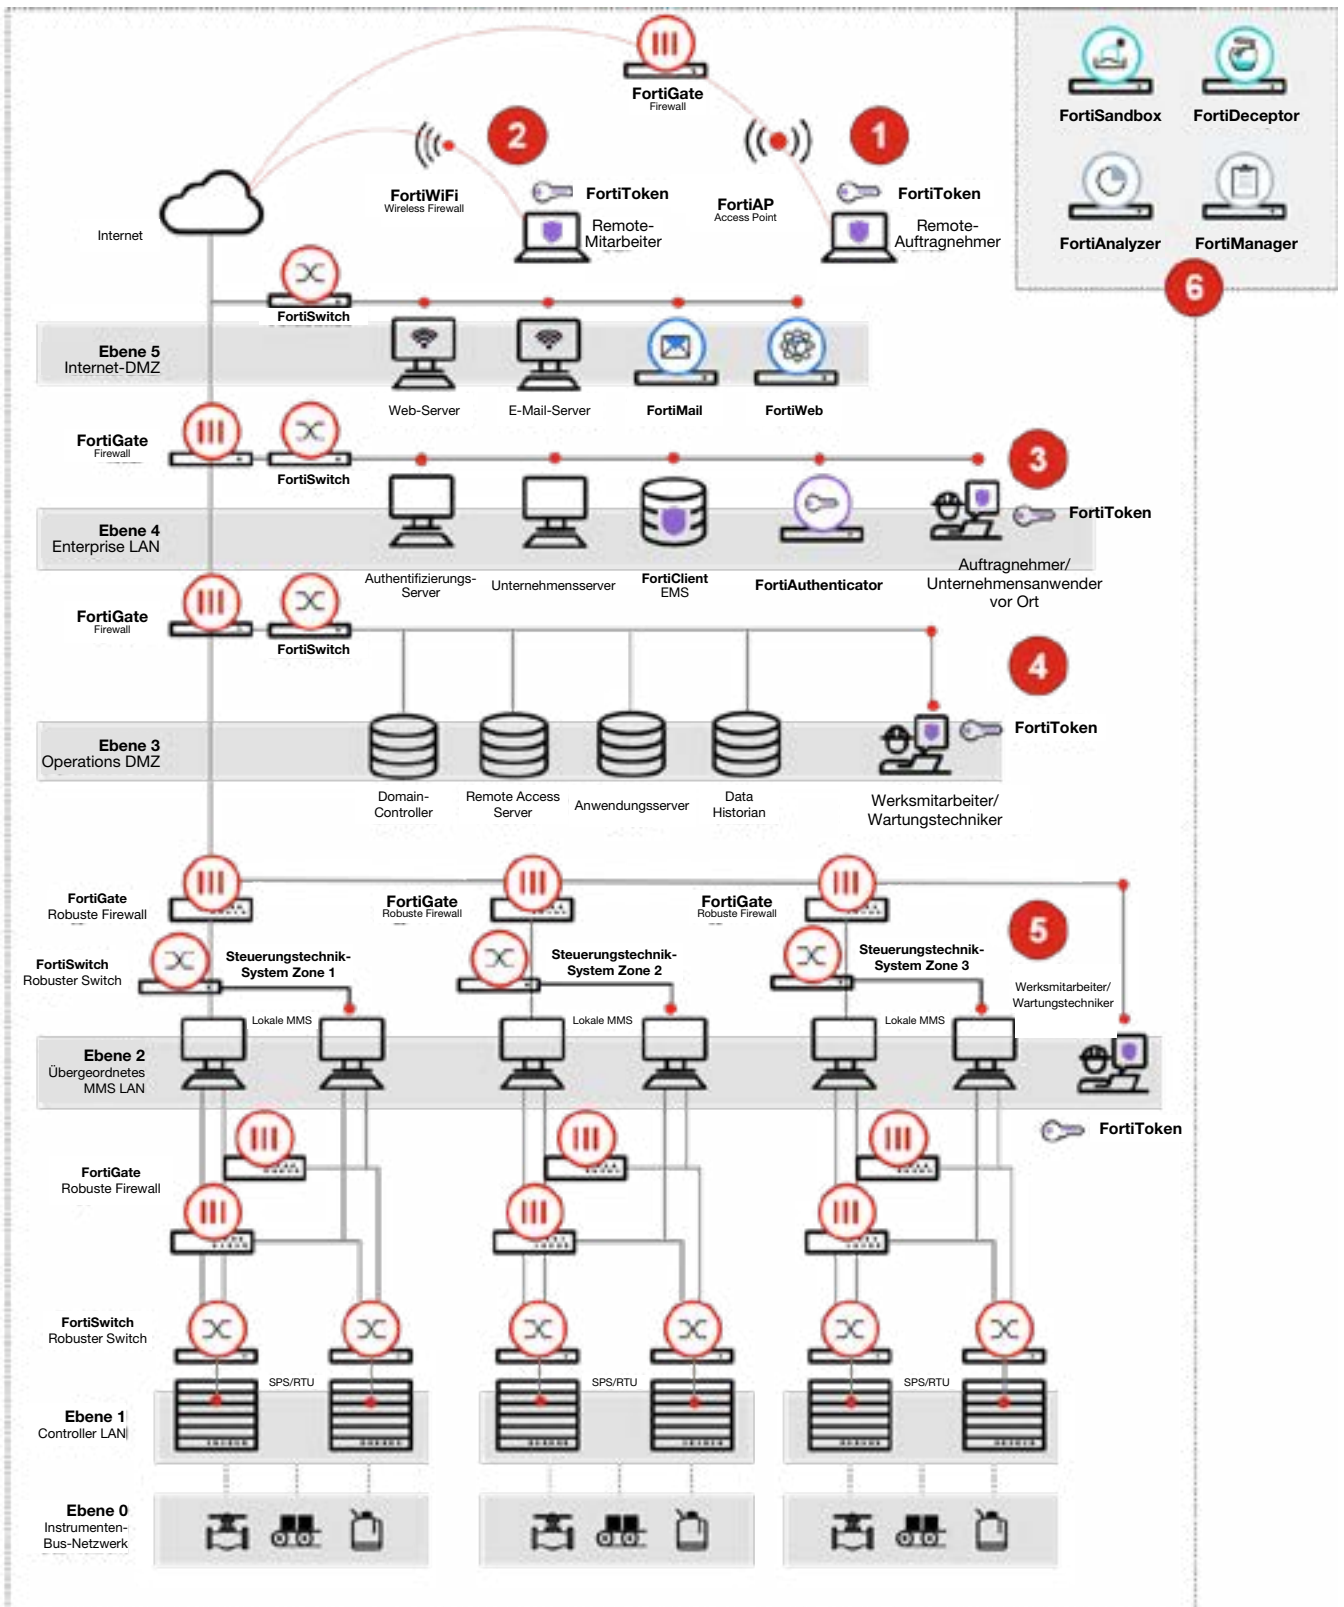 FortiGate
Firewall
1
2
FortiSandbox
FortiDeceptor
FortiWiFi
Wireless Firewall
FortiToken
Remote-
Mitarbeiter
FortiAP
Access Point
FortiToken
Remote-
Auftragnehmer
FortiAnalyzer
FortiManager
Internet
6
FortiSwitch
Ebene 5
Internet-DMZ
Web-Server
E-Mail-Server
FortiMail
FortiWeb
FortiGate
Firewall
FortiSwitch
3
FortiToken
Ebene 4
Enterprise LAN
Authentifizierungs-
Server
Unternehmensserver
FortiClient
EMS
FortiAuthenticator
Auftragnehmer/
Unternehmensanwender
vor Ort
FortiGate
Firewall
FortiSwitch
4
FortiToken
Ebene 3
Operations DMZ
Domain-
Controller
Remote Access
Server
Anwendungsserver
Data
Historian
Werksmitarbeiter/
Wartungstechniker
FortiGate
Robuste Firewall
FortiGate
Robuste Firewall
FortiGate
Robuste Firewall
5
FortiSwitch
Robuster Switch
Steuerungstechnik-
System Zone 1
Steuerungstechnik-
System Zone 2
Steuerungstechnik-
System Zone 3
Werksmitarbeiter/
Wartungstechniker
Lokale MMS
Lokale MMS
Lokale MMS
Ebene 2
Übergeordnetes
MMS LAN
FortiToken
FortiGate
Robuste Firewall
FortiSwitch
Robuster Switch
SPS/RTU
SPS/RTU
SPS/RTU
Ebene 1
Controller LAN
Ebene 0
Instrumenten-
Bus-Netzwerk